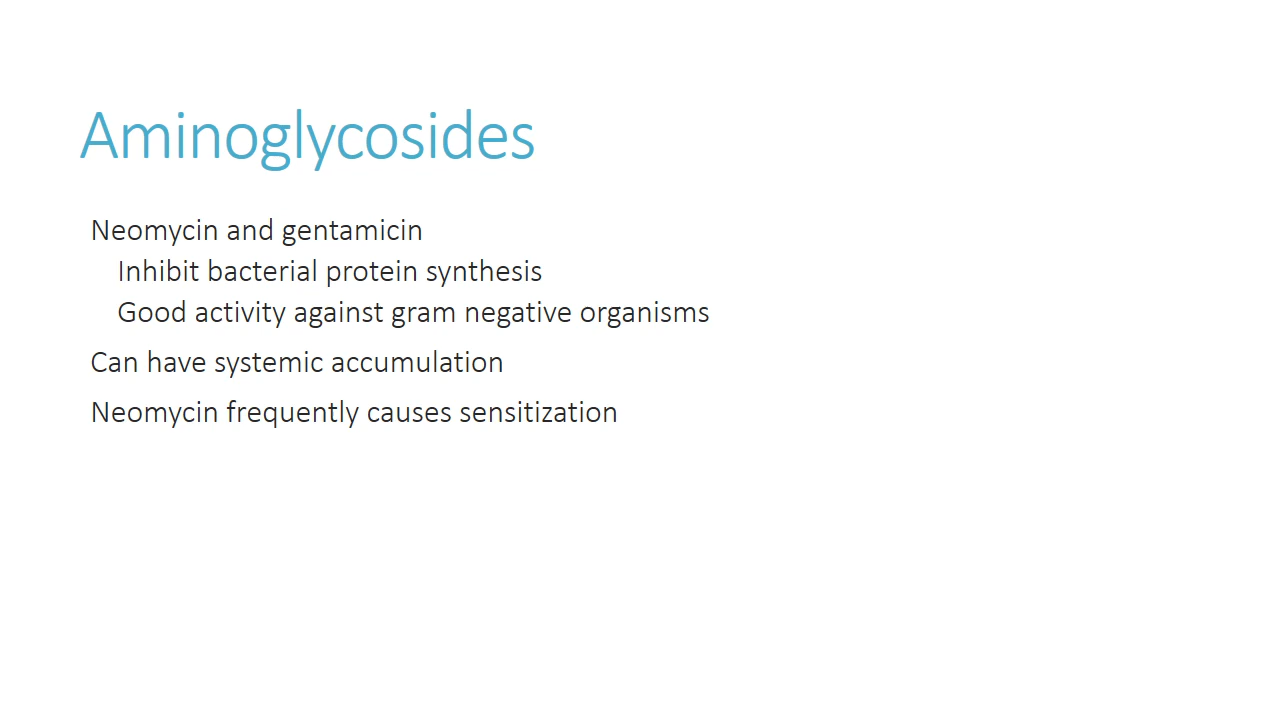 Aminoglycosides
Neomycin and gentamicin
Inhibit bacterial protein synthesis
Good activity against gram negative organisms
Can have systemic accumulation
Neomycin frequently causes sensitization